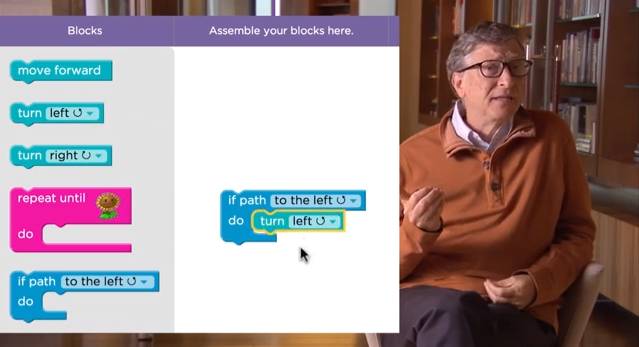 Blocks
move forward
turn left ↺
turn right ↻
repeat until
do
if path to the left ↺
do
Assemble your blocks here.
if path to the left ↺
do turn left ↺